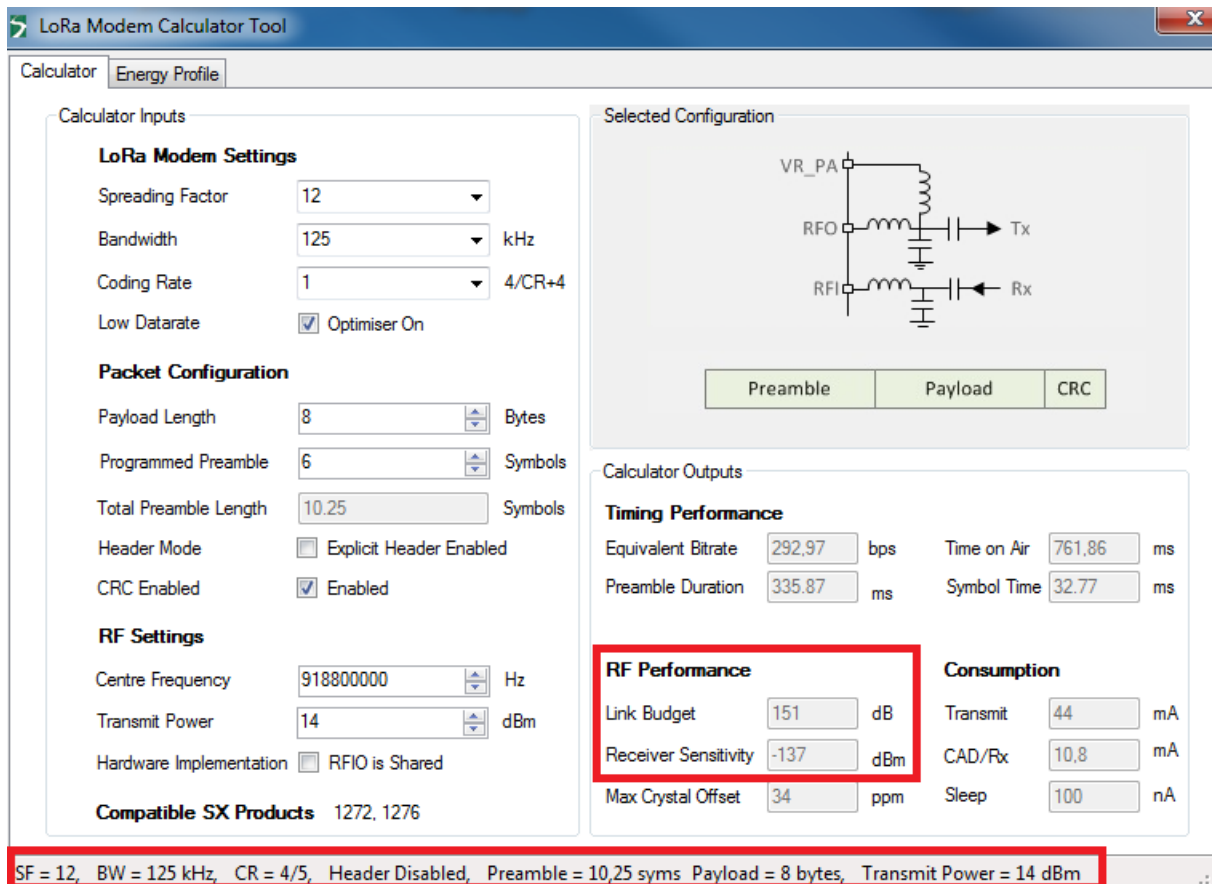 LoRa Modem Calculator Tool
Calculator Energy Profile
Calculator Inputs
LoRa Modem Settings
Spreading Factor 12
Bandwidth 125 kHz
Coding Rate 1 4/CR+4
Low Datarate Optimiser On
Packet Configuration
Payload Length 8 Bytes
Programmed Preamble 6 Symbols
Total Preamble Length 10.25 Symbols
Header Mode Explicit Header Enabled
CRC Enabled Enabled
RF Settings
Centre Frequency 918800000 Hz
Transmit Power 14 dBm
Hardware Implementation RFIO is Shared
Compatible SX Products 1272, 1276
Selected Configuration
VR_PA
RFO Tx
RFI Rx
Preamble Payload CRC
Calculator Outputs
Timing Performance
Equivalent Bitrate 292,97 bps Time on Air 761,86 ms
Preamble Duration 335.87 ms Symbol Time 32.77 ms
RF Performance Consumption
Link Budget 151 dB Transmit 44 mA
Receiver Sensitivity -137 dBm CAD/Rx 10,8 mA
Max Crystal Offset 34 ppm Sleep 100 nA
SF = 12, BW = 125 kHz, CR = 4/5, Header Disabled, Preamble = 10,25 syms Payload = 8 bytes, Transmit Power = 14 dBm